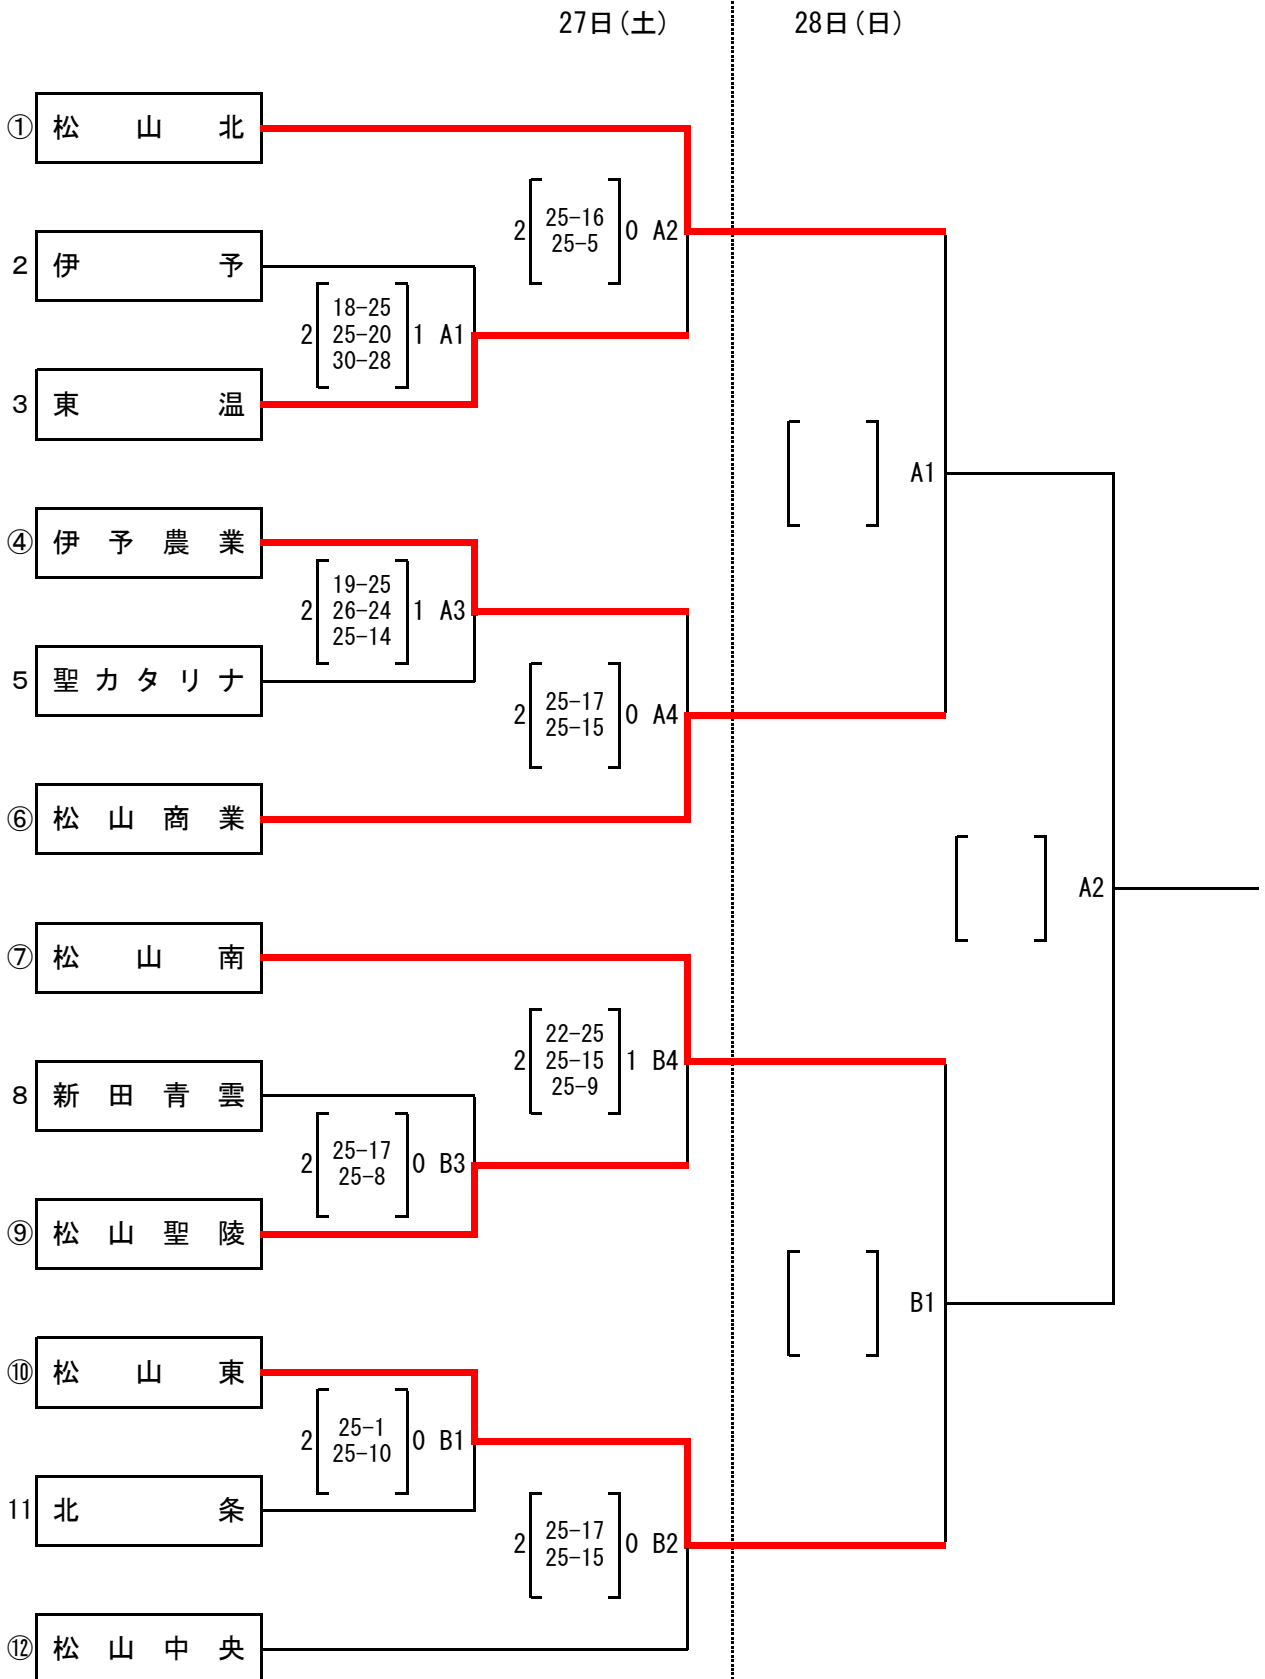 27日(土) 28日(日)
① 松山北
2[25-16 25-5]0 A2
2 伊予
2[18-25 25-20 30-28]1 A1
3 東温
[ ] A1
④ 伊予農業
2[19-25 26-24 25-14]1 A3
5 聖カタリナ
2[25-17 25-15]0 A4
⑥ 松山商業
[ ] A2
⑦ 松山南
2[22-25 25-15 25-9]1 B4
8 新田青雲
2[25-17 25-8]0 B3
⑨ 松山聖陵
[ ] B1
⑩ 松山東
2[25-1 25-10]0 B1
11 北条
2[25-17 25-15]0 B2
⑫ 松山中央